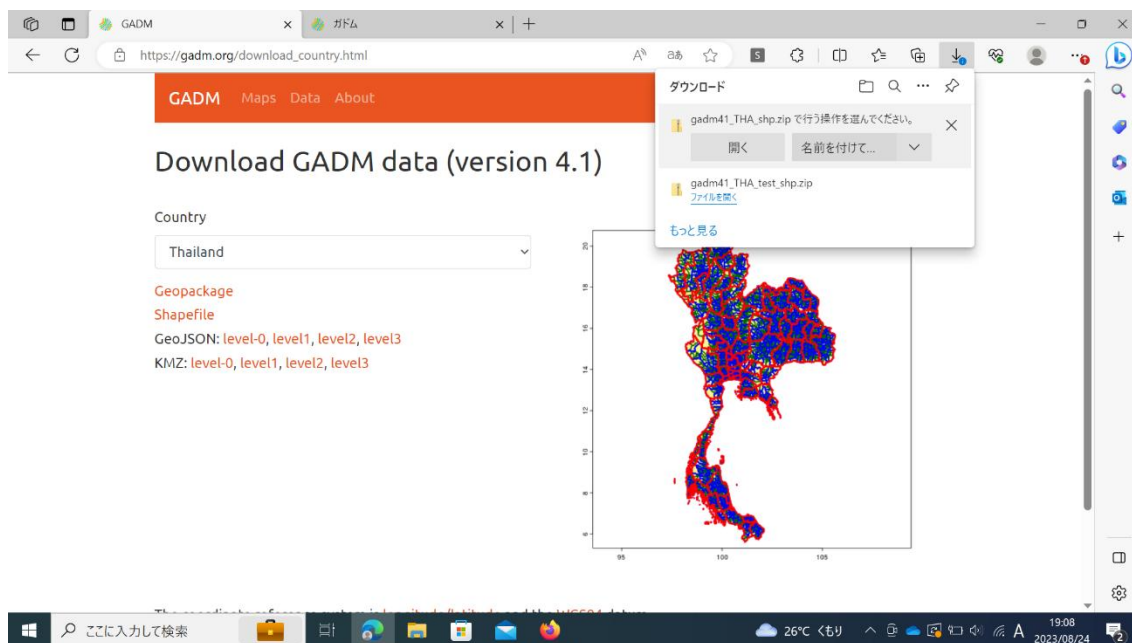 GADM
ガドム
https://gadm.org/download_country.html
GADM Maps Data About
ダウンロード
gadm41_THA_shp.zip で行う操作を選んでください。
開く
名前を付けて...
gadm41_THA_test_shp.zip
ファイルを開く
もっと見る
Download GADM data (version 4.1)
Country
Thailand
Geopackage
Shapefile
GeoJSON: level-0, level1, level2, level3
KMZ: level-0, level1, level2, level3
20
18
16
14
12
10
8
6
95 100 105
ここに入力して検索
26°C くもり
A
19:08
2023/08/24